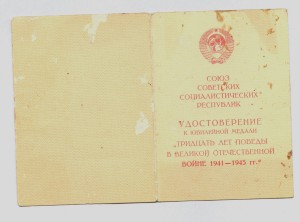 СОЮЗ
СОВЕТСКИХ
СОЦИАЛИСТИЧЕСКИХ
РЕСПУБЛИК
УДОСТОВЕРЕНИЕ
К ЮБИЛЕЙНОЙ МЕДАЛИ
„ТРИДЦАТЬ ЛЕТ ПОБЕДЫ
В ВЕЛИКОЙ ОТЕЧЕСТВЕННОЙ
ВОЙНЕ 1941—1945 гг."